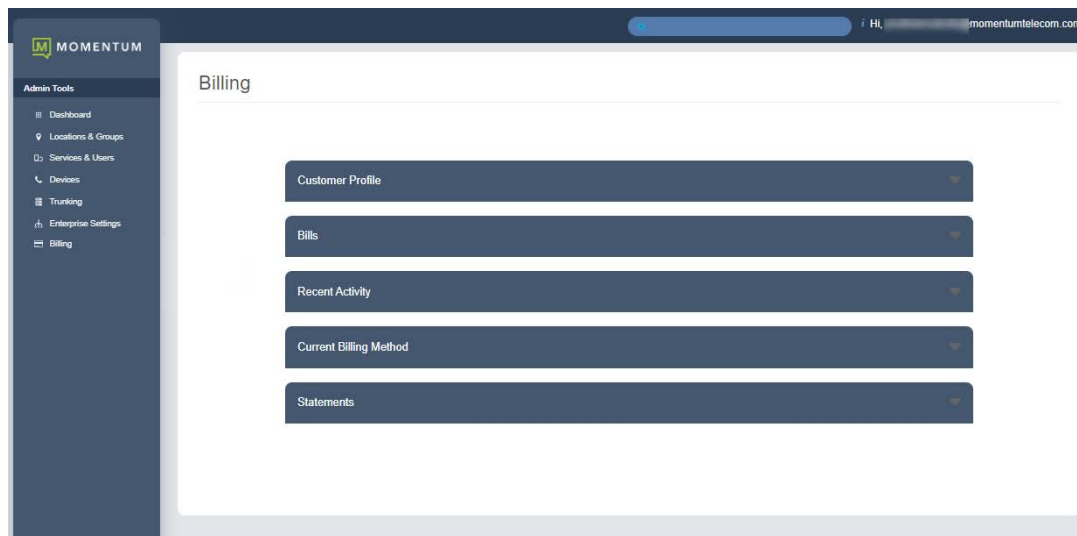 Hi, @momentumtelecom.com
M MOMENTUM
Admin Tools
Dashboard
Locations & Groups
Services & Users
Devices
Trunking
Enterprise Settings
Billing
Billing
Customer Profile
Bills
Recent Activity
Current Billing Method
Statements